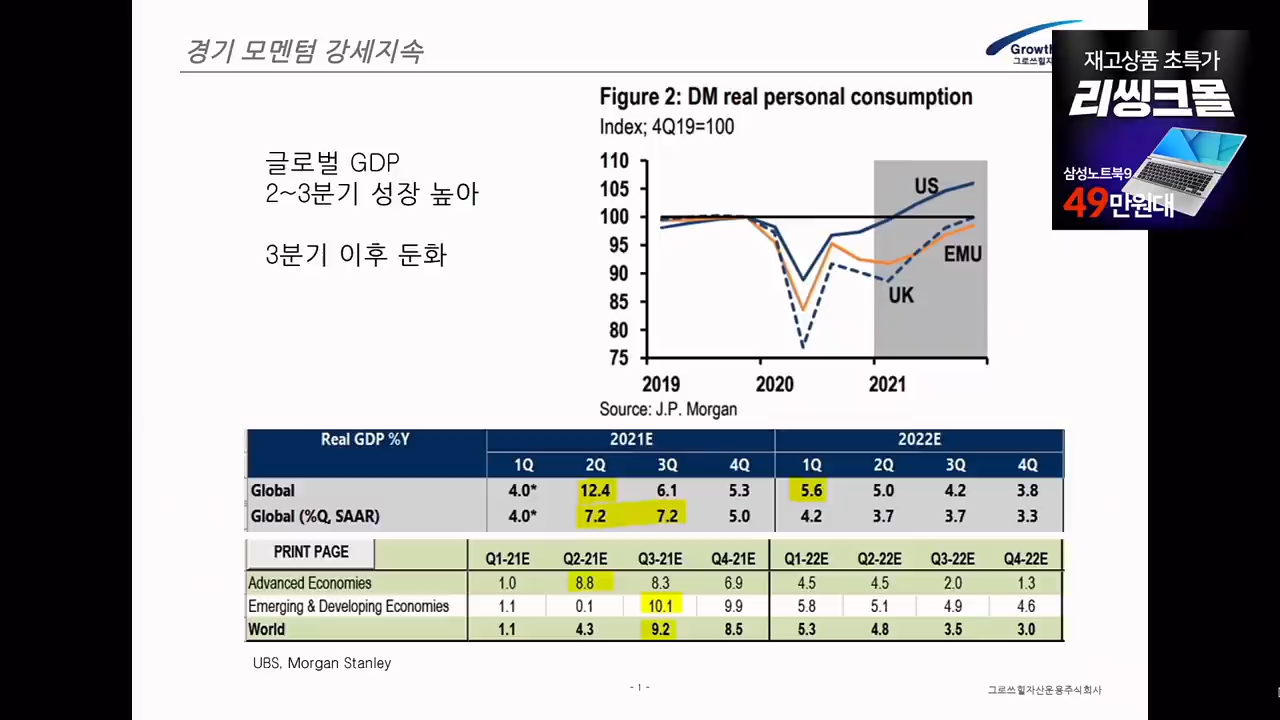 경기 모멘텀 강세지속
Growth
그로쓰힐자
재고상품 초특가
리씽크몰
삼성노트북9
49만원대
글로벌 GDP
2~3분기 성장 높아
3분기 이후 둔화
Figure 2: DM real personal consumption
Index; 4Q19=100
110
105
100
95
90
85
80
75
US
EMU
UK
2019 2020 2021
Source: J.P. Morgan
Real GDP %Y 2021E 2022E
1Q 2Q 3Q 4Q 1Q 2Q 3Q 4Q
Global 4.0* 12.4 6.1 5.3 5.6 5.0 4.2 3.8
Global (%Q, SAAR) 4.0* 7.2 7.2 5.0 4.2 3.7 3.7 3.3
PRINT PAGE Q1-21E Q2-21E Q3-21E Q4-21E Q1-22E Q2-22E Q3-22E Q4-22E
Advanced Economies 1.0 8.8 8.3 6.9 4.5 4.5 2.0 1.3
Emerging & Developing Economies 1.1 0.1 10.1 9.9 5.8 5.1 4.9 4.6
World 1.1 4.3 9.2 8.5 5.3 4.8 3.5 3.0
UBS, Morgan Stanley
- 1 -
그로쓰힐자산운용주식회사